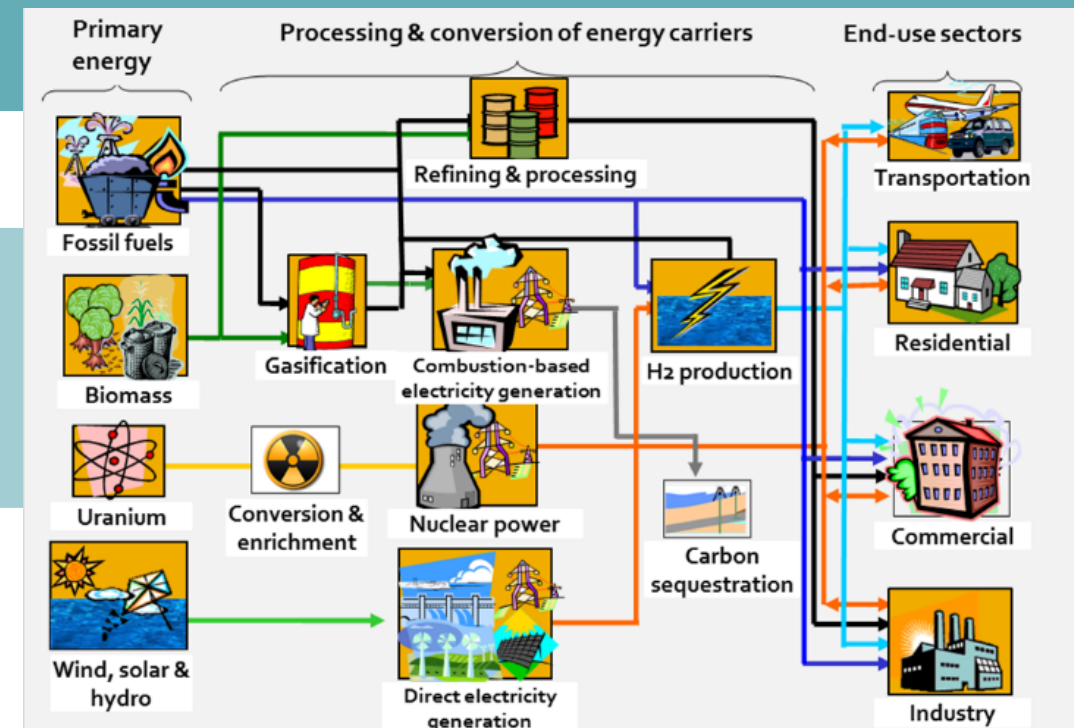 Primary
energy
Processing & conversion of energy carriers
End-use sectors
Refining & processing
Transportation
Fossil fuels
Gasification
Combustion-based
electricity generation
H2 production
Residential
Biomass
Uranium
Conversion &
enrichment
Nuclear power
Carbon
sequestration
Commercial
Wind, solar &
hydro
Direct electricity
generation
Industry